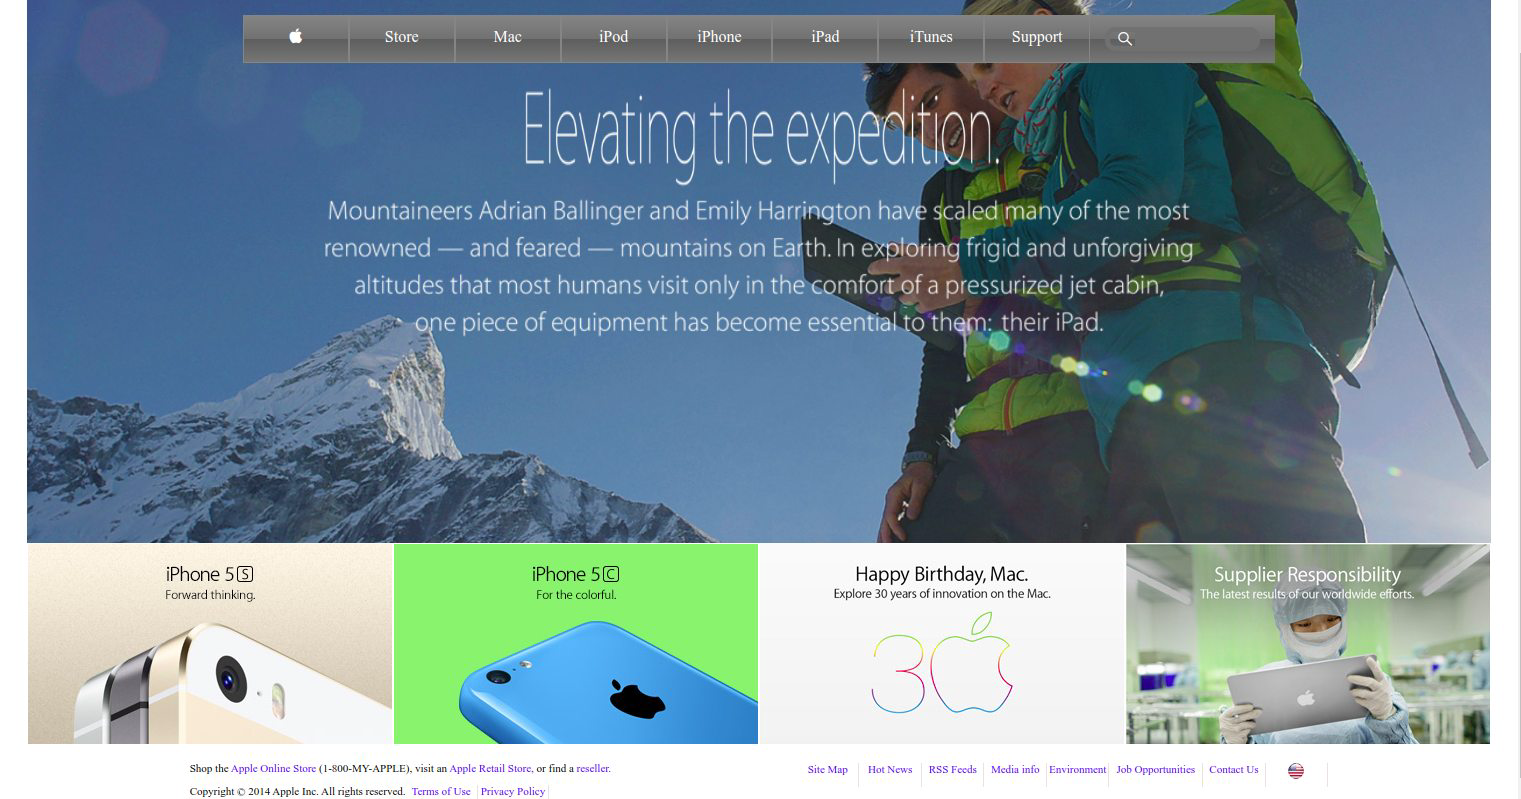 Store Mac iPod iPhone iPad iTunes Support
Elevating the expedition.
Mountaineers Adrian Ballinger and Emily Harrington have scaled many of the most
renowned — and feared — mountains on Earth. In exploring frigid and unforgiving
altitudes that most humans visit only in the comfort of a pressurized jet cabin,
one piece of equipment has become essential to them: their iPad.
iPhone 5S
Forward thinking.
iPhone 5C
For the colorful.
Happy Birthday, Mac.
Explore 30 years of innovation on the Mac.
30
Supplier Responsibility
The latest results of our worldwide efforts.
Shop the Apple Online Store (1-800-MY-APPLE), visit an Apple Retail Store, or find a reseller.
Site Map Hot News RSS Feeds Media info Environment Job Opportunities Contact Us
Copyright © 2014 Apple Inc. All rights reserved. Terms of Use Privacy Policy